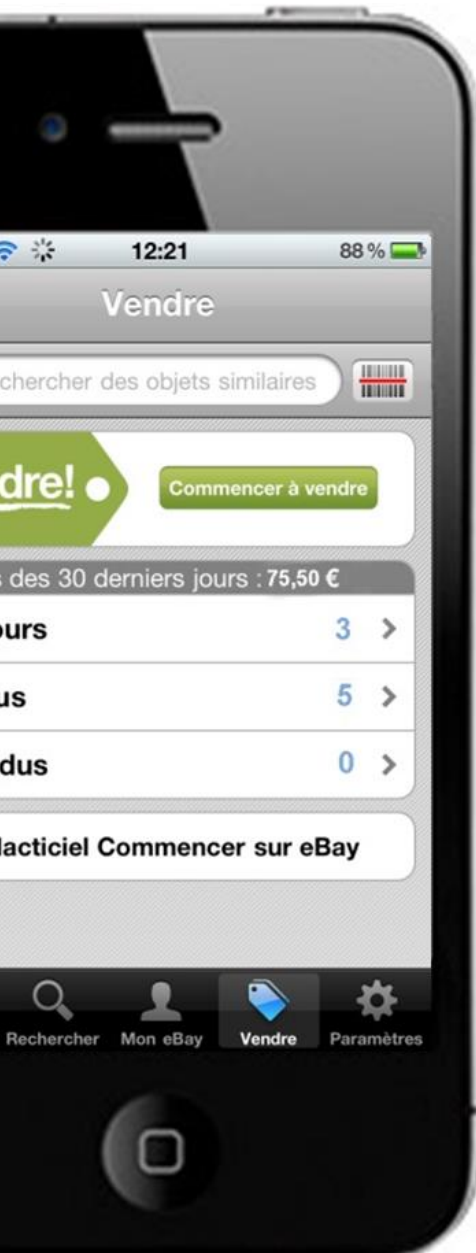 12:21 88 %
Vendre
chercher des objets similaires
dre!
Commencer à vendre
s des 30 derniers jours : 75,50 €
ours 3
us 5
dus 0
lacticiel Commencer sur eBay
Rechercher Mon eBay Vendre Paramètres